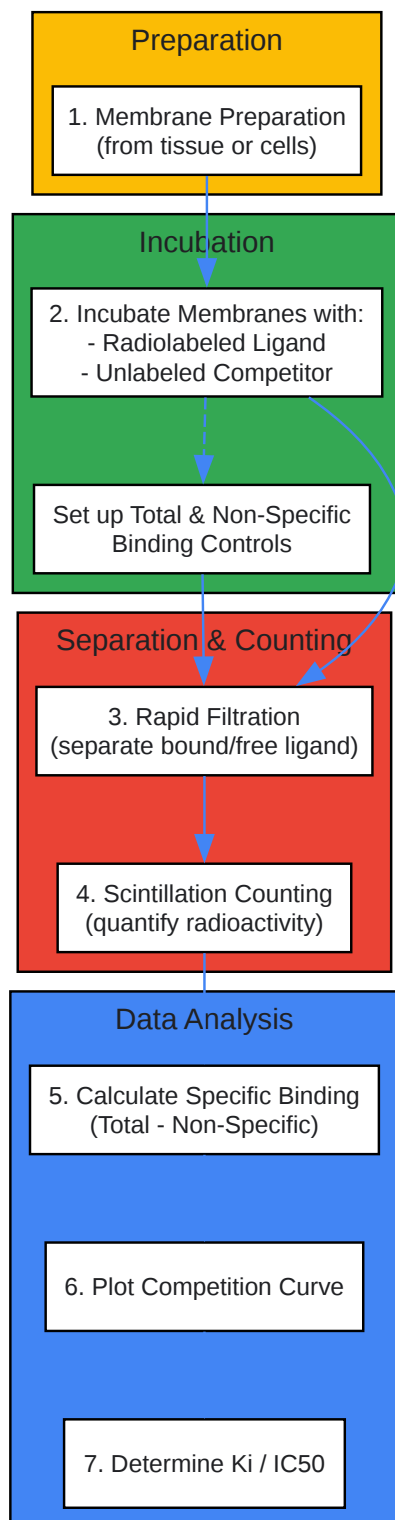 Preparation
1. Membrane Preparation
(from tissue or cells)
Incubation
2. Incubate Membranes with:
- Radiolabeled Ligand
- Unlabeled Competitor
Set up Total & Non-Specific
Binding Controls
Separation & Counting
3. Rapid Filtration
(separate bound/free ligand)
4. Scintillation Counting
(quantify radioactivity)
Data Analysis
5. Calculate Specific Binding
(Total - Non-Specific)
6. Plot Competition Curve
7. Determine Ki / IC50